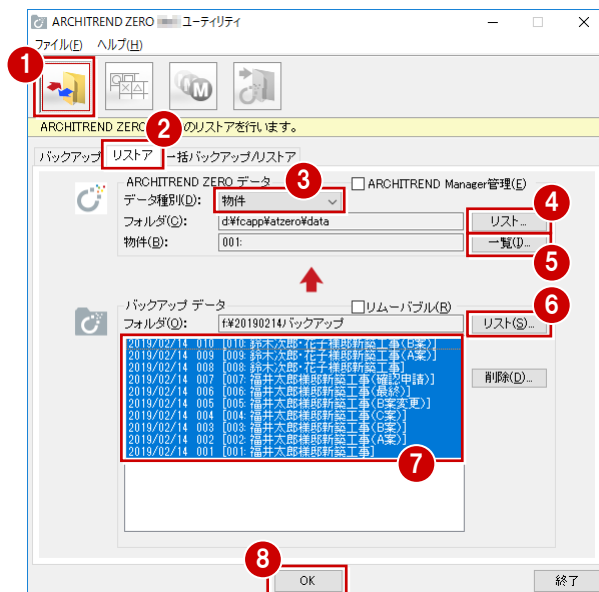 ARCHITREND ZERO ユーティリティ
ファイル(F) ヘルプ(H)
1
CM
ARCHITREND ZERO のリストアを行います。
2
バックアップ リストア 一括バックアップ/リストア
3
ARCHITREND ZERO データ
ARCHITREND Manager管理(E)
データ種別(D): 物件
4
フォルダ(C): d:¥fcapp¥atzero¥data リスト...
物件(B): 001: 一覧(I)...
5
バックアップ データ
リムーバブル(R)
6
フォルダ(O): f:¥20190214バックアップ リスト(S)...
2019/02/14 010 [010: 鈴木次郎・花子様邸新築工事(B案)]
2019/02/14 009 [009: 鈴木次郎・花子様邸新築工事(A案)]
2019/02/14 008 [008: 鈴木次郎・花子様邸新築工事]
2019/02/14 007 [007: 福井太郎様邸新築工事(確認申請)]
2019/02/14 006 [006: 福井太郎様邸新築工事(最終)]
2019/02/14 005 [005: 福井太郎様邸新築工事(B案変更)]
2019/02/14 004 [004: 福井太郎様邸新築工事(C案)]
2019/02/14 003 [003: 福井太郎様邸新築工事(B案)]
2019/02/14 002 [002: 福井太郎様邸新築工事(A案)]
2019/02/14 001 [001: 福井太郎様邸新築工事]
削除(D)...
7
8
OK 終了